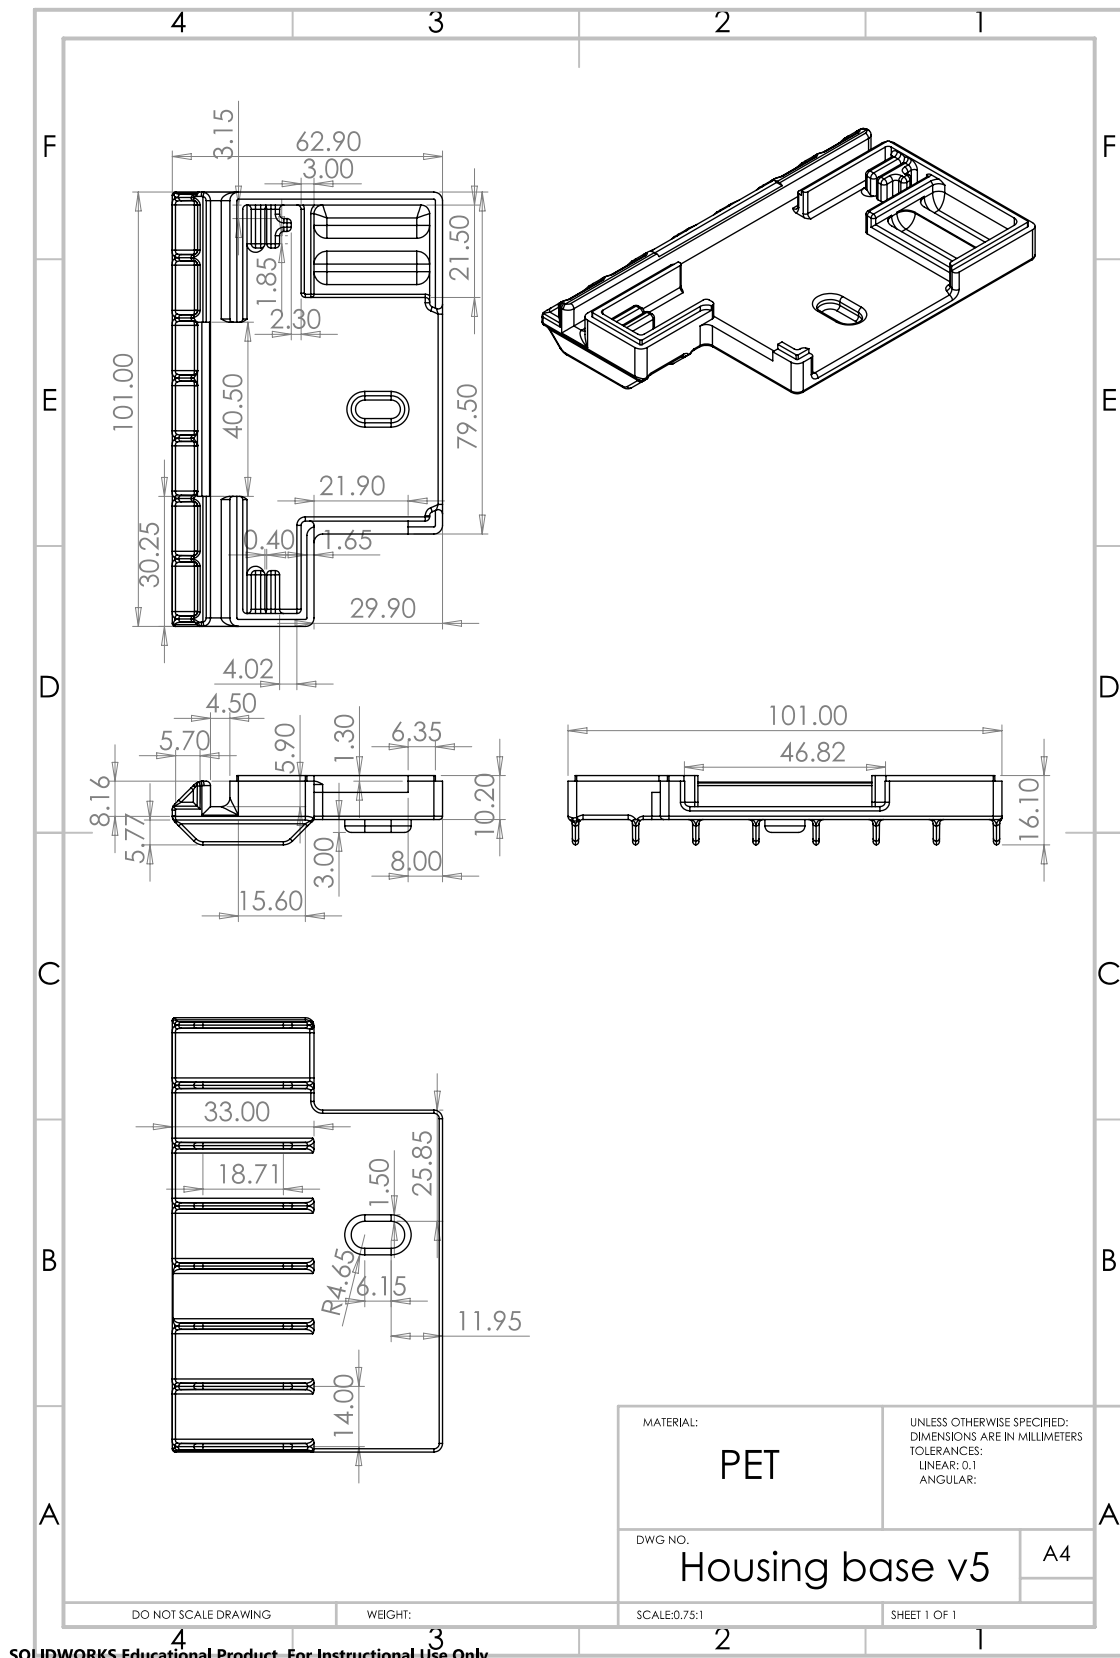 4 3 2 1
F F
3.15
62.90
3.00
21.50
1.85
2.30
E E
101.00
40.50
79.50
21.90
30.25
0.40
1.65
29.90
4.02
D D
4.50
5.70
5.90
1.30
6.35
8.16
5.77
10.20
3.00
8.00
15.60
101.00
46.82
16.10
C C
33.00
18.71
1.50
25.85
R4.65
6.15
11.95
14.00
B B
MATERIAL:
PET
UNLESS OTHERWISE SPECIFIED:
DIMENSIONS ARE IN MILLIMETERS
TOLERANCES:
LINEAR: 0.1
ANGULAR:
A A
DWG NO.
Housing base v5
A4
DO NOT SCALE DRAWING
WEIGHT:
SCALE:0.75:1
SHEET 1 OF 1
4 3 2 1
SOLIDWORKS Educational Product. For Instructional Use Only.